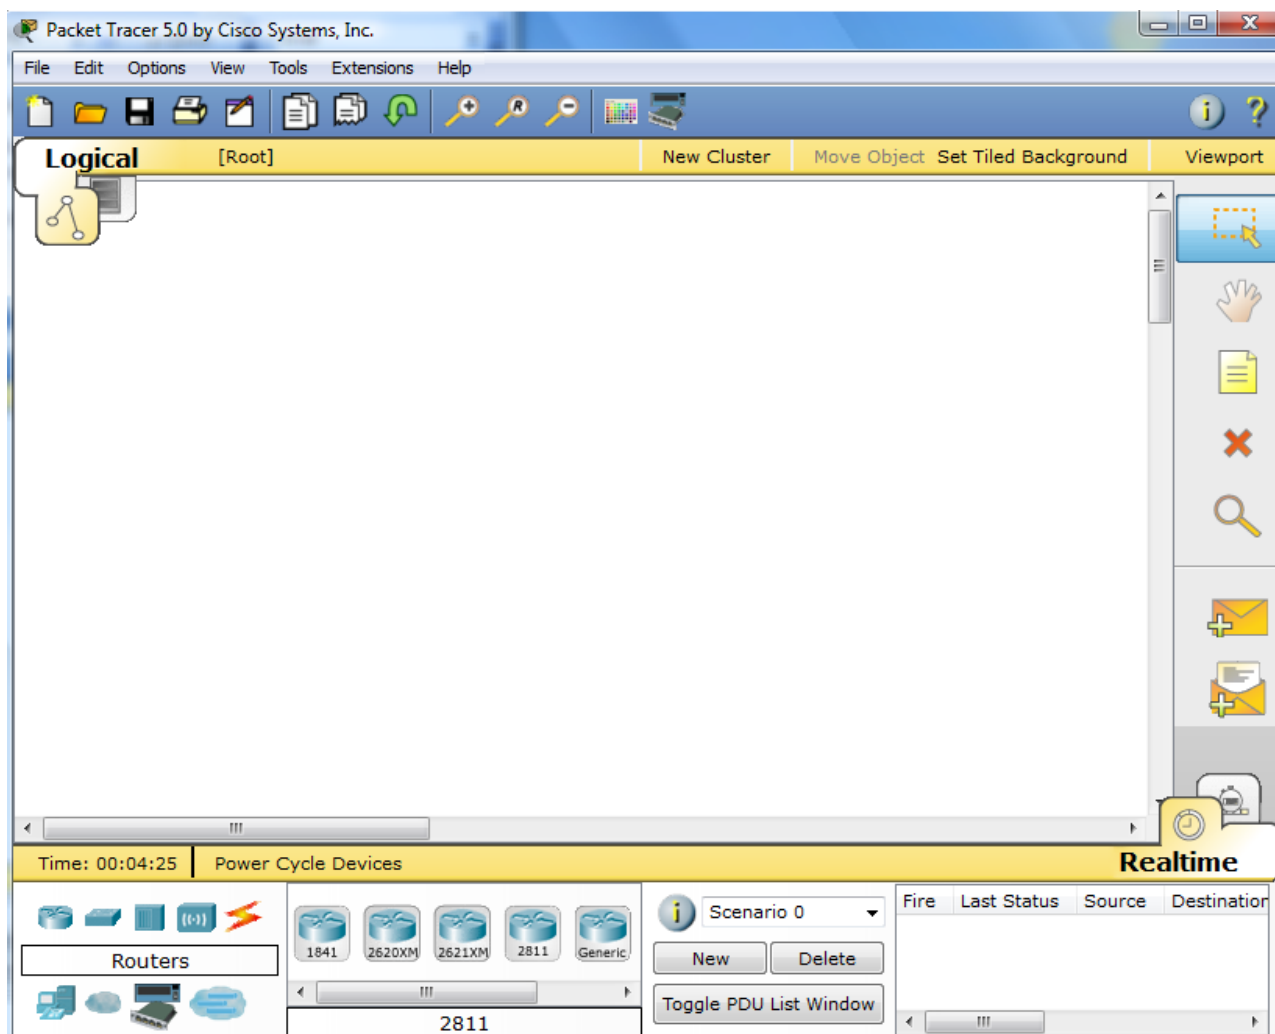 Packet Tracer 5.0 by Cisco Systems, Inc.
File Edit Options View Tools Extensions Help
Logical [Root] New Cluster Move Object Set Tiled Background Viewport
Time: 00:04:25 Power Cycle Devices Realtime
Fire Last Status Source Destination
Scenario 0
1841 2620XM 2621XM 2811 Generic
Routers
New Delete
Toggle PDU List Window
2811